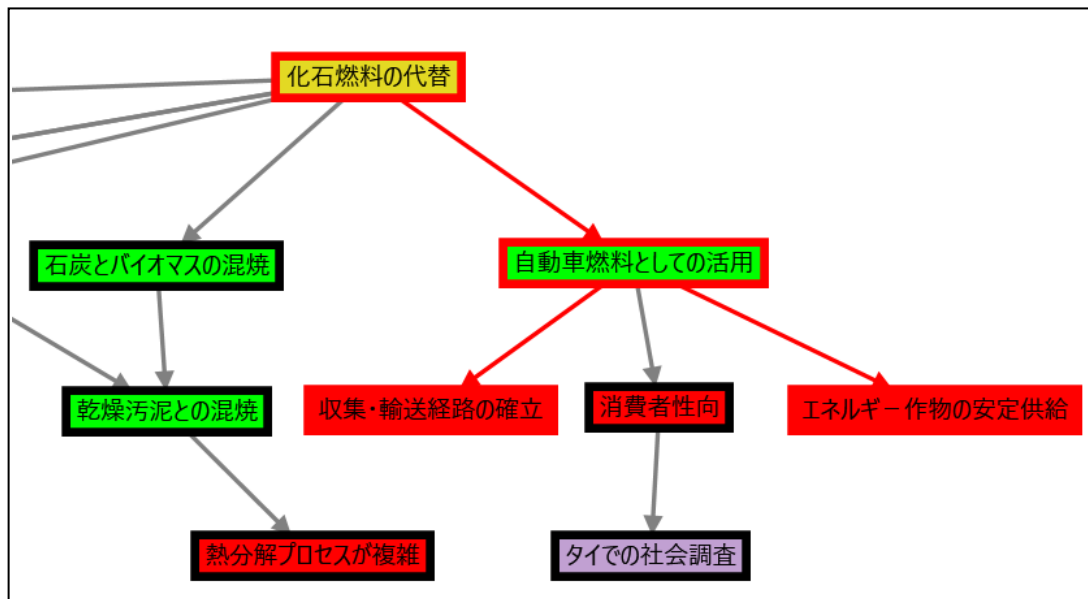 化石燃料の代替
石炭とバイオマスの混焼
自動車燃料としての活用
乾燥汚泥との混焼
収集・輸送経路の確立
消費者性向
エネルギー作物の安定供給
熱分解プロセスが複雑
タイでの社会調査